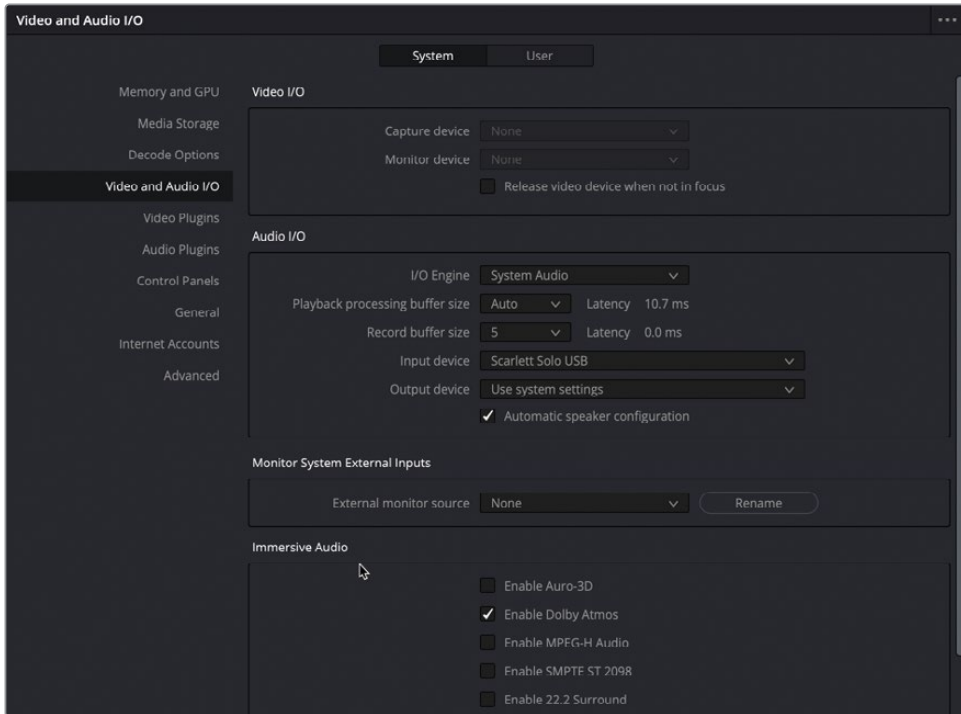 Video and Audio I/O
System User
Memory and GPU
Media Storage
Decode Options
Video and Audio I/O
Video Plugins
Audio Plugins
Control Panels
General
Internet Accounts
Advanced
Video I/O
Capture device None
Monitor device None
Release video device when not in focus
Audio I/O
I/O Engine System Audio
Playback processing buffer size Auto Latency 10.7 ms
Record buffer size 5 Latency 0.0 ms
Input device Scarlett Solo USB
Output device Use system settings
Automatic speaker configuration
Monitor System External Inputs
External monitor source None Rename
Immersive Audio
Enable Auro-3D
Enable Dolby Atmos
Enable MPEG-H Audio
Enable SMPTE ST 2098
Enable 22.2 Surround